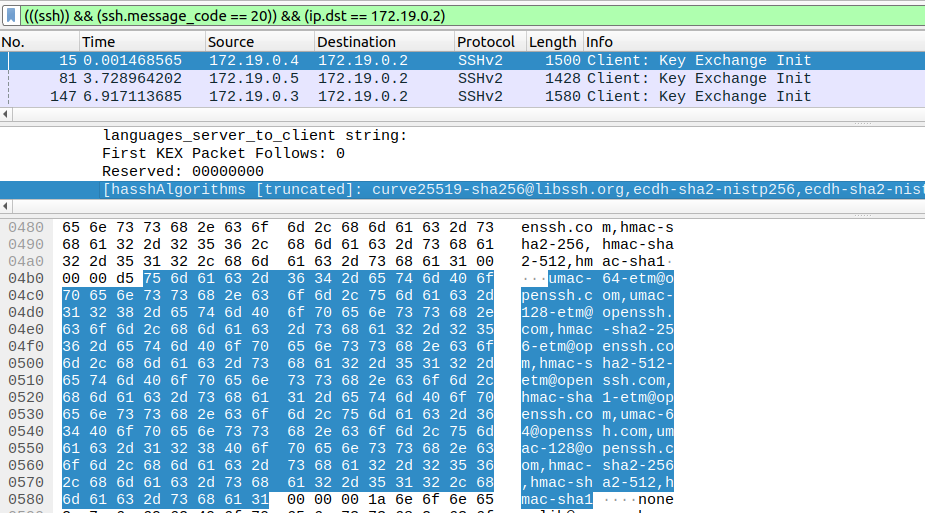 (((ssh)) && (ssh.message_code == 20)) && (ip.dst == 172.19.0.2)
No. Time Source Destination Protocol Length Info
15 0.001468565 172.19.0.4 172.19.0.2 SSHv2 1500 Client: Key Exchange Init
81 3.728964202 172.19.0.5 172.19.0.2 SSHv2 1428 Client: Key Exchange Init
147 6.917113685 172.19.0.3 172.19.0.2 SSHv2 1580 Client: Key Exchange Init
languages_server_to_client string:
First KEX Packet Follows: 0
Reserved: 00000000
[hasshAlgorithms [truncated]: curve25519-sha256@libssh.org,ecdh-sha2-nistp256,ecdh-sha2-nist
0480 65 6e 73 73 68 2e 63 6f 6d 2c 68 6d 61 63 2d 73 enssh.co m,hmac-s
0490 68 61 32 2d 32 35 36 2c 68 6d 61 63 2d 73 68 61 ha2-256, hmac-sha
04a0 32 2d 35 31 32 2c 68 6d 61 63 2d 73 68 61 31 00 2-512,hm ac-sha1·
04b0 00 00 d5 75 6d 61 63 2d 36 34 2d 65 74 6d 40 6f ···umac- 64-etm@o
04c0 70 65 6e 73 73 68 2e 63 6f 6d 2c 75 6d 61 63 2d penssh.c om,umac-
04d0 31 32 38 2d 65 74 6d 40 6f 70 65 6e 73 73 68 2e 128-etm@ openssh.
04e0 63 6f 6d 2c 68 6d 61 63 2d 73 68 61 32 2d 32 35 com,hmac -sha2-25
04f0 36 2d 65 74 6d 40 6f 70 65 6e 73 73 68 2e 63 6f 6-etm@op enssh.co
0500 6d 2c 68 6d 61 63 2d 73 68 61 32 2d 35 31 32 2d m,hmac-s ha2-512-
0510 65 74 6d 40 6f 70 65 6e 73 73 68 2e 63 6f 6d 2c etm@open ssh.com,
0520 68 6d 61 63 2d 73 68 61 31 2d 65 74 6d 40 6f 70 hmac-sha 1-etm@op
0530 65 6e 73 73 68 2e 63 6f 6d 2c 75 6d 61 63 2d 36 enssh.co m,umac-6
0540 34 40 6f 70 65 6e 73 73 68 2e 63 6f 6d 2c 75 6d 4@openss h.com,um
0550 61 63 2d 31 32 38 40 6f 70 65 6e 73 73 68 2e 63 ac-128@o penssh.c
0560 6f 6d 2c 68 6d 61 63 2d 73 68 61 32 2d 32 35 36 om,hmac- sha2-256
0570 2c 68 6d 61 63 2d 73 68 61 32 2d 35 31 32 2c 68 ,hmac-sh a2-512,h
0580 6d 61 63 2d 73 68 61 31 00 00 00 1a 6e 6f 6e 65 mac-sha1 ····none